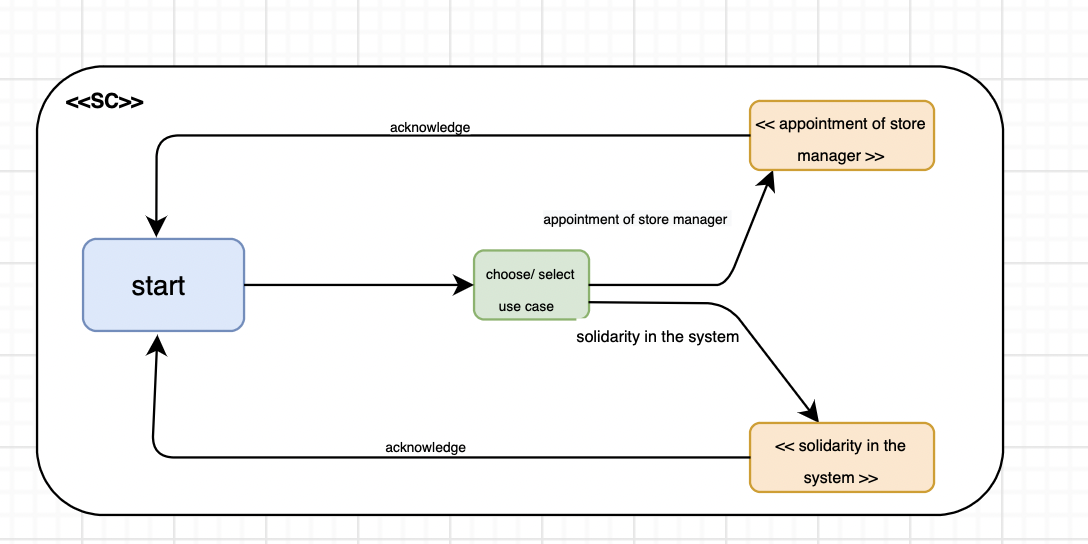 <<SC>>
acknowledge
<< appointment of store
manager >>
appointment of store manager
start
choose/ select
use case
solidarity in the system
acknowledge
<< solidarity in the
system >>